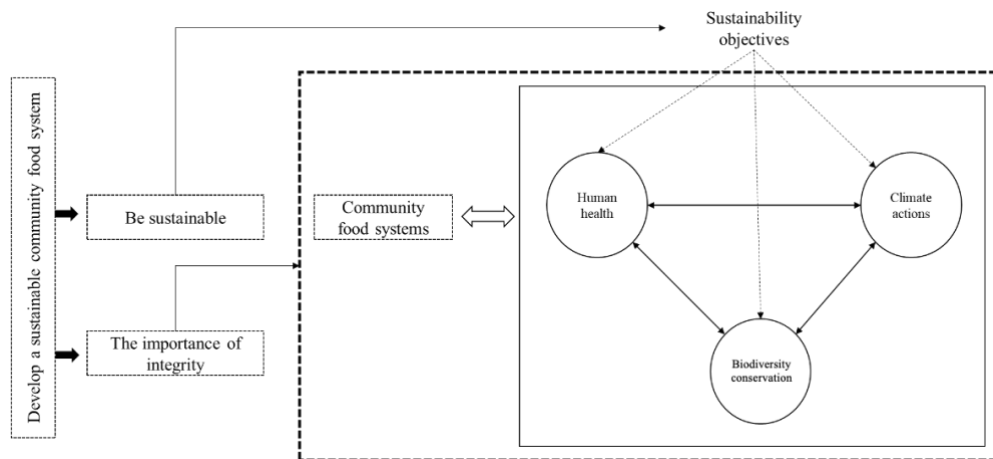 Develop a sustainable community food system
Be sustainable
The importance of
integrity
Sustainability
objectives
Community
food systems
Human
health
Climate
actions
Biodiversity
conservation